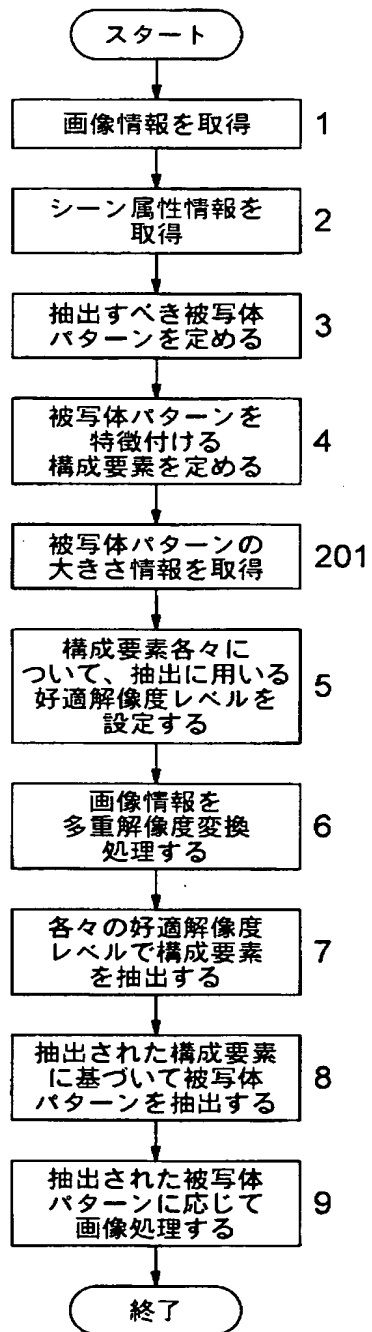 スタート
画像情報を取得
1
シーン属性情報を
取得
2
抽出すべき被写体
パターンを定める
3
被写体パターンを
特徴付ける
構成要素を定める
4
被写体パターンの
大きさ情報を取得
201
構成要素各々に
ついて、抽出に用いる
好適解像度レベルを
設定する
5
画像情報を
多重解像度変換
処理する
6
各々の好適解像度
レベルで構成要素
を抽出する
7
抽出された構成要素
に基づいて被写体
パターンを抽出する
8
抽出された被写体
パターンに応じて
画像処理する
9
終了